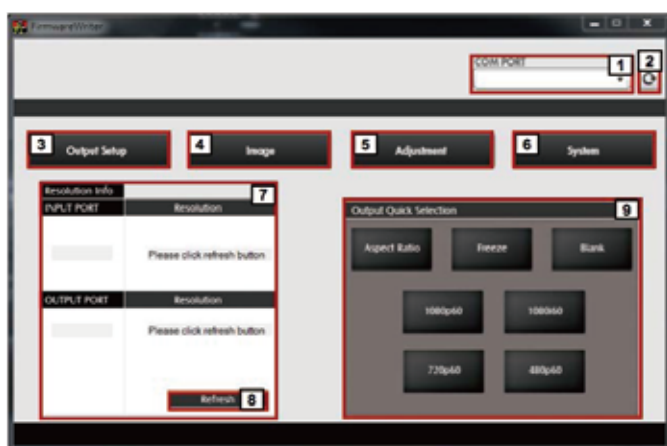 FirmwareWriter
COM PORT 1 2
3 Output Setup 4 Image 5 Adjustment 6 System
Resolution Info 7
INPUT PORT Resolution
Please click refresh button
OUTPUT PORT Resolution
Please click refresh button
Refresh 8
Output Quick Selection 9
Aspect Ratio Freeze Blank
1080p60 1080i60
720p60 480p60